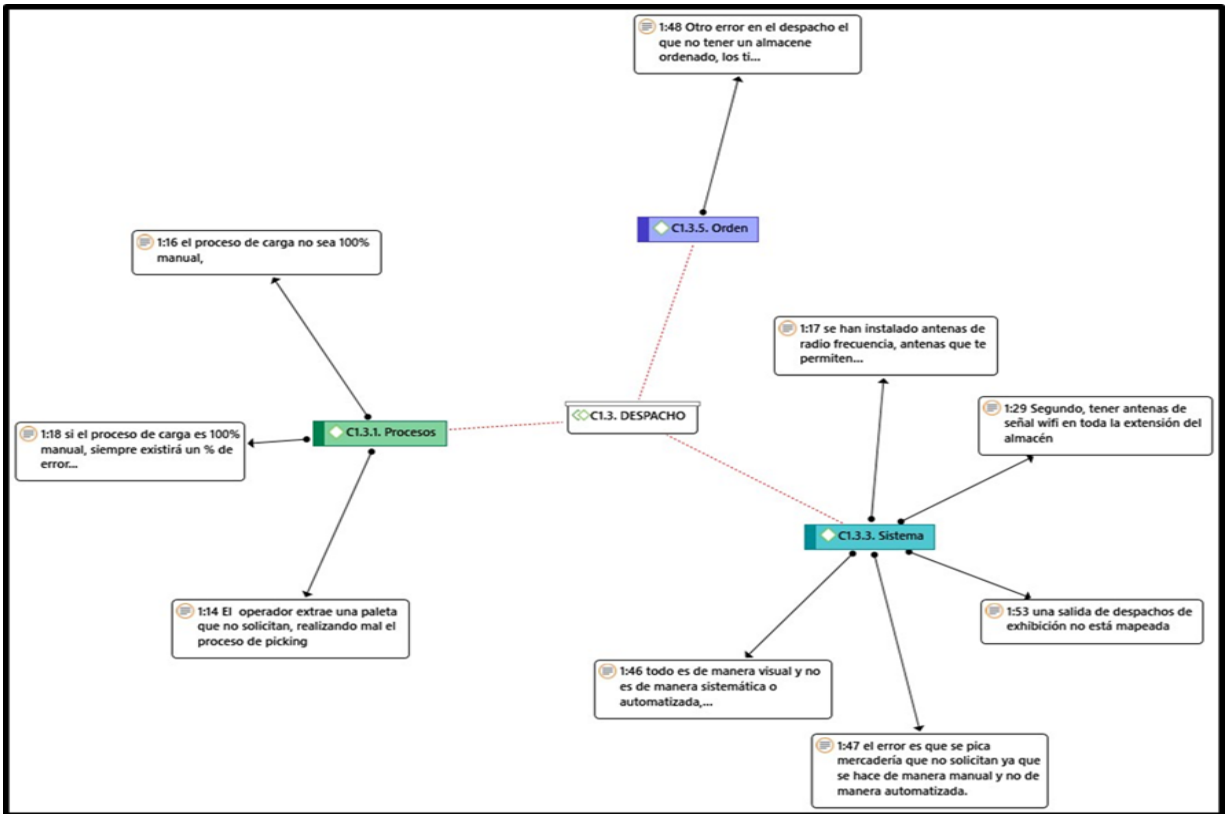 1:48 Otro error en el despacho el
que no tener un almacene
ordenado, los ti...
C1.3.5. Orden
1:16 el proceso de carga no sea 100%
manual,
1:17 se han instalado antenas de
radio frecuencia, antenas que te
permiten...
C1.3. DESPACHO
1:29 Segundo, tener antenas de
señal wifi en toda la extensión del
almacén
C1.3.1. Procesos
1:18 si el proceso de carga es 100%
manual, siempre existirá un % de
error...
C1.3.3. Sistema
1:14 El operador extrae una paleta
que no solicitan, realizando mal el
proceso de picking
1:53 una salida de despachos de
exhibición no está mapeada
1:46 todo es de manera visual y no
es de manera sistemática o
automatizada,...
1:47 el error es que se pica
mercadería que no solicitan ya que
se hace de manera manual y no de
manera automatizada.